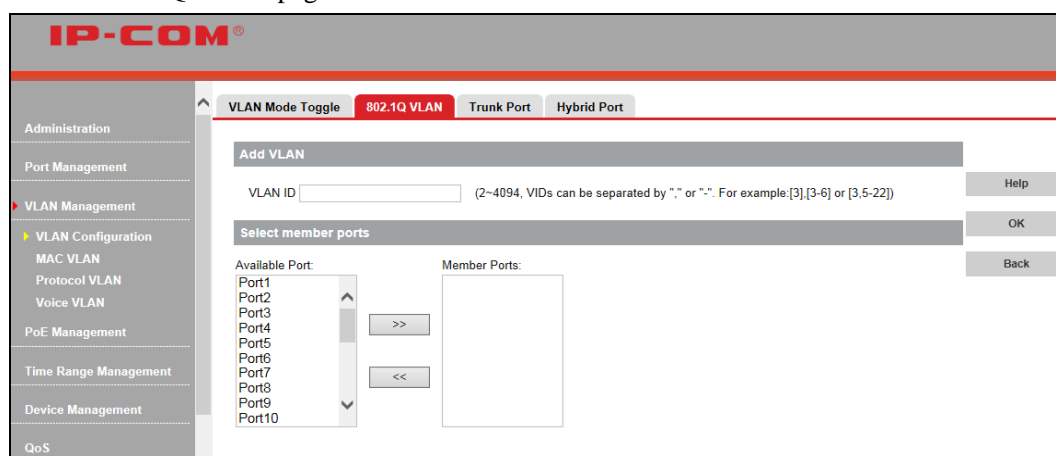 IP-COM®
VLAN Mode Toggle 802.1Q VLAN Trunk Port Hybrid Port
Administration
Port Management
VLAN Management
VLAN Configuration
MAC VLAN
Protocol VLAN
Voice VLAN
PoE Management
Time Range Management
Device Management
QoS
Add VLAN
VLAN ID (2~4094, VIDs can be separated by "," or "-". For example:[3],[3-6] or [3,5-22])
Select member ports
Available Port: Member Ports:
Port1
Port2
Port3
Port4
Port5
Port6
Port7
Port8
Port9
Port10
>>
<<
Help
OK
Back